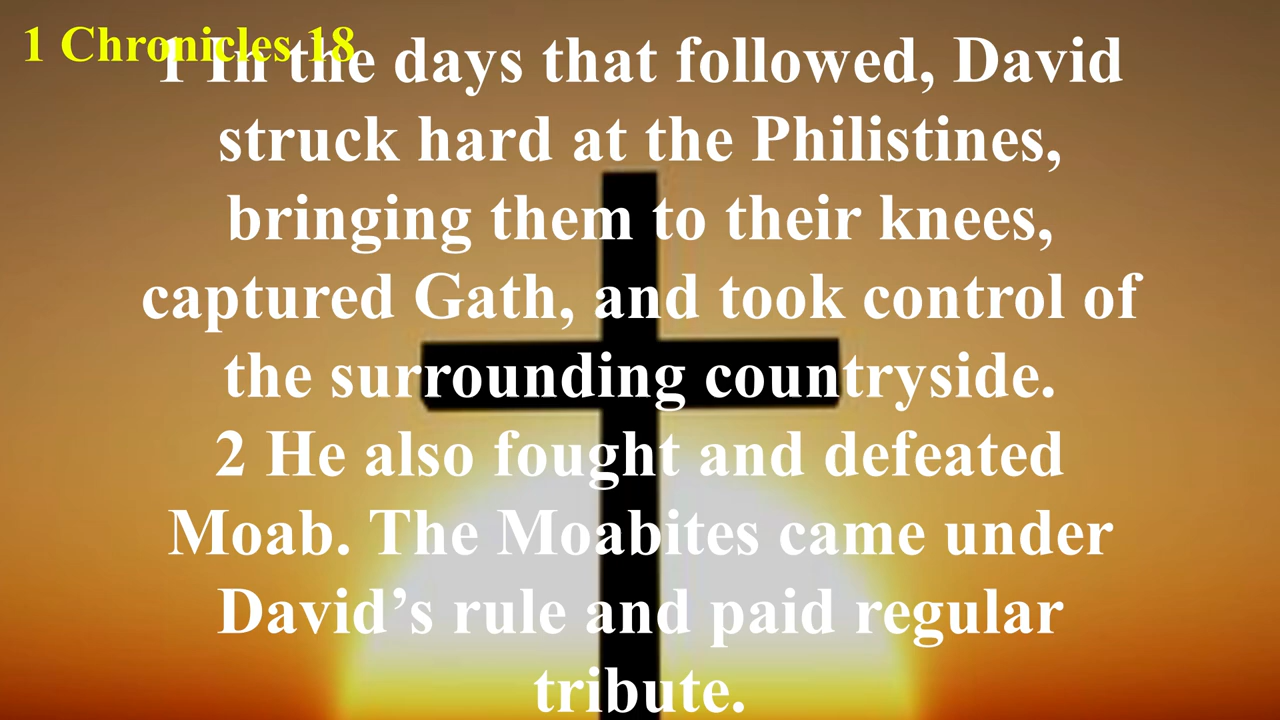 1 Chronicles 18
1 In the days that followed, David
struck hard at the Philistines,
bringing them to their knees,
captured Gath, and took control of
the surrounding countryside.
2 He also fought and defeated
Moab. The Moabites came under
David’s rule and paid regular
tribute.